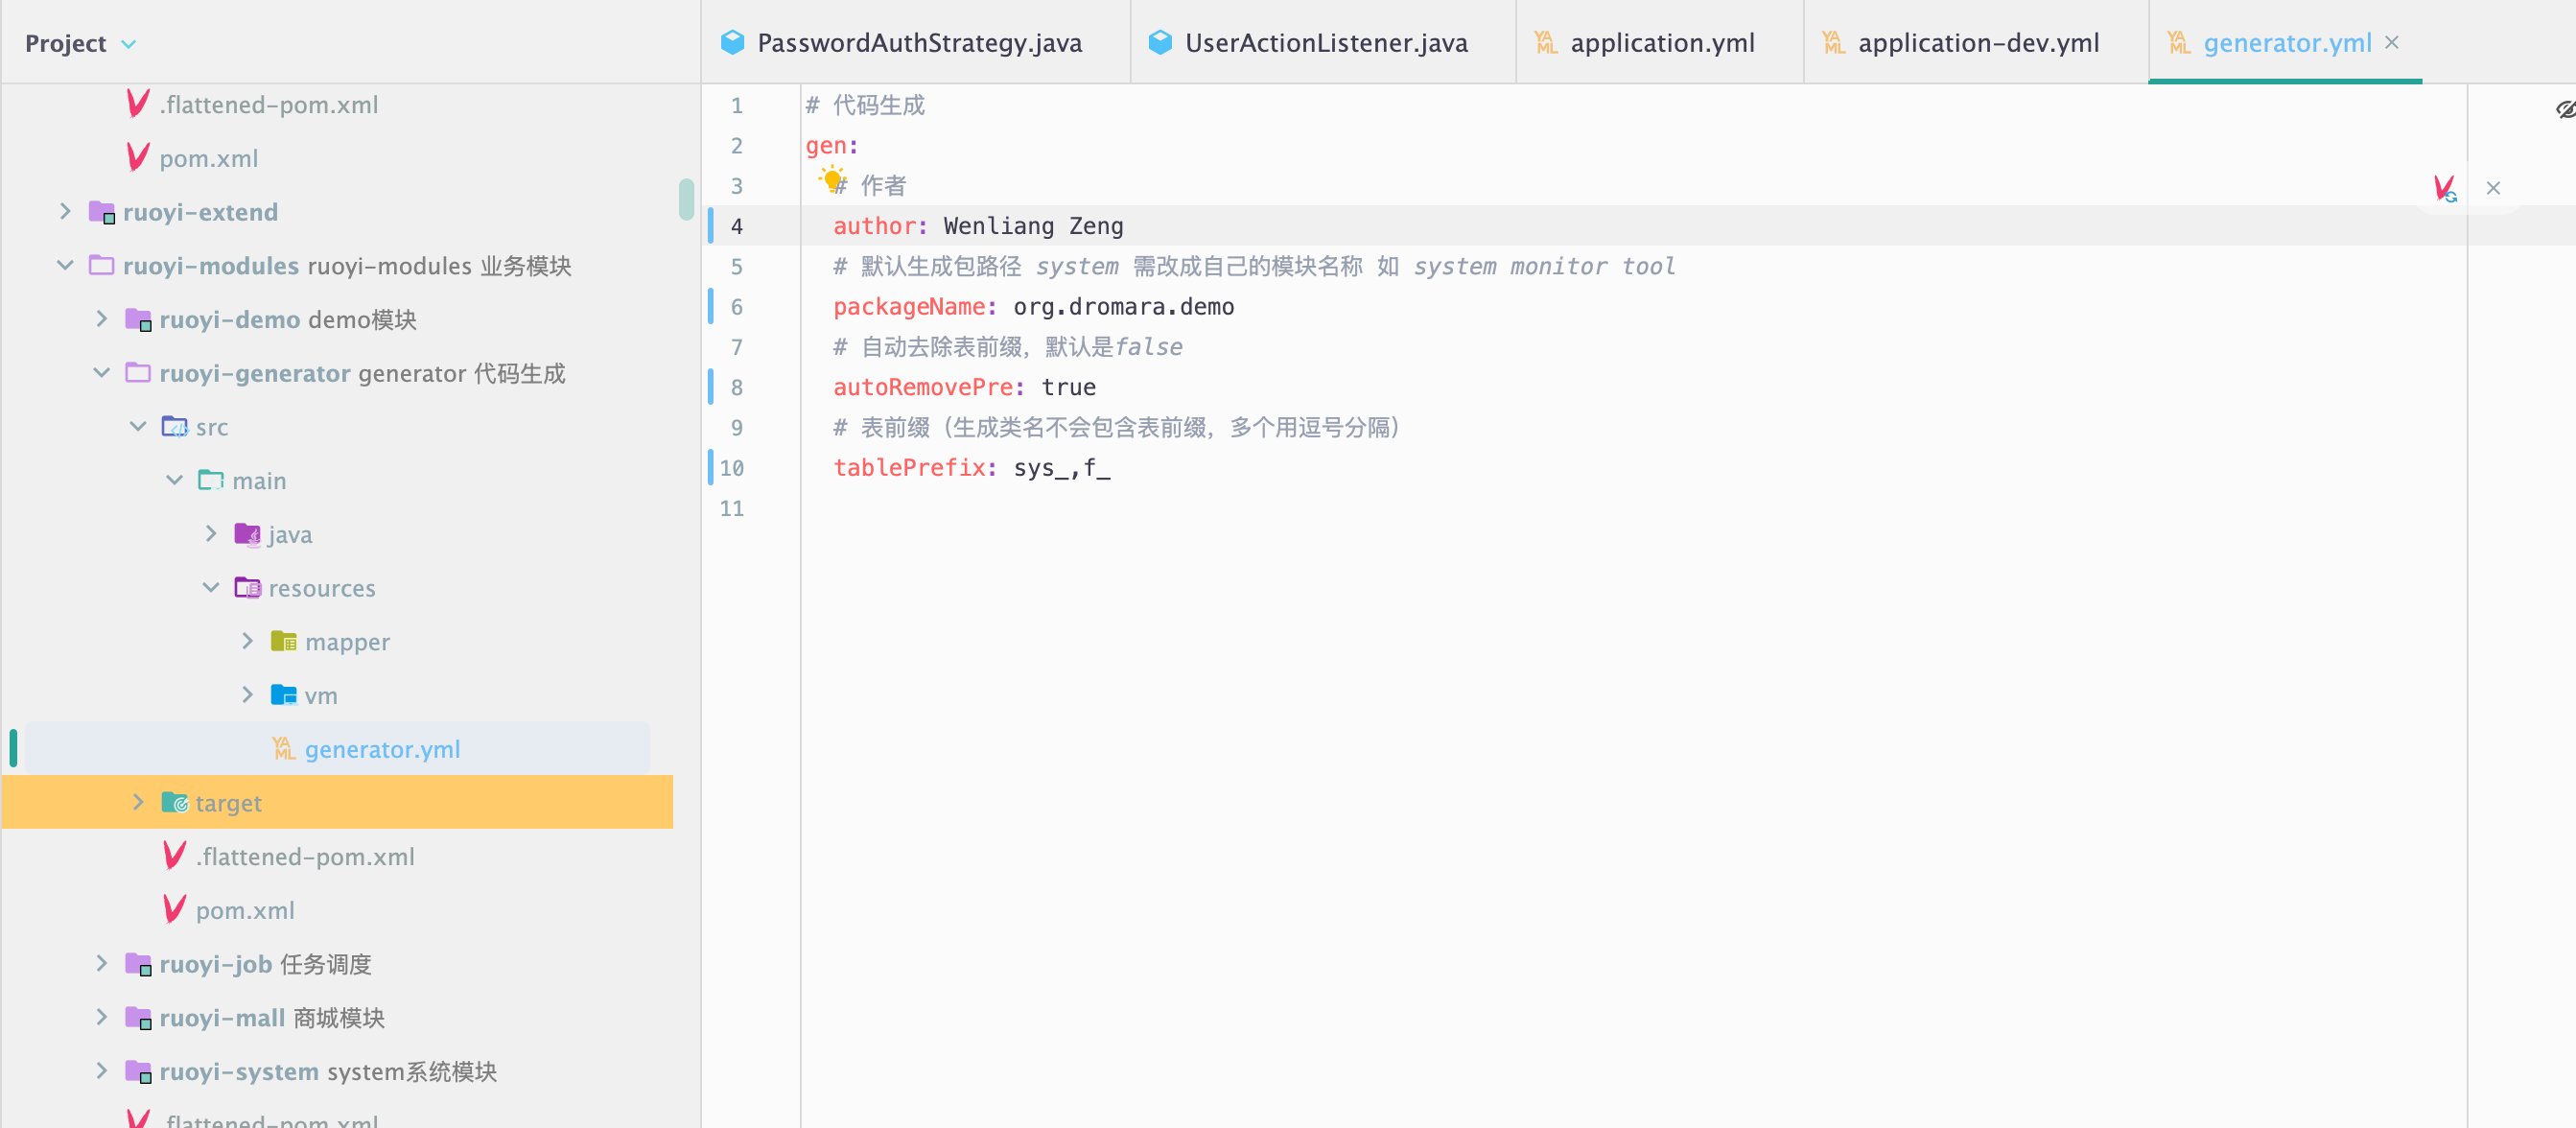 Project
PasswordAuthStrategy.java
UserActionListener.java
application.yml
application-dev.yml
generator.yml
.flattened-pom.xml
pom.xml
ruoyi-extend
ruoyi-modules ruoyi-modules 业务模块
ruoyi-demo demo模块
ruoyi-generator generator 代码生成
src
main
java
resources
mapper
vm
generator.yml
target
.flattened-pom.xml
pom.xml
ruoyi-job 任务调度
ruoyi-mall 商城模块
ruoyi-system system系统模块
.flattened-pom.xml
1 # 代码生成
2 gen:
3 # 作者
4 author: Wenliang Zeng
5 # 默认生成包路径 system 需改成自己的模块名称 如 system monitor tool
6 packageName: org.dromara.demo
7 # 自动去除表前缀，默认是false
8 autoRemovePre: true
9 # 表前缀（生成类名不会包含表前缀，多个用逗号分隔）
10 tablePrefix: sys_,f_
11